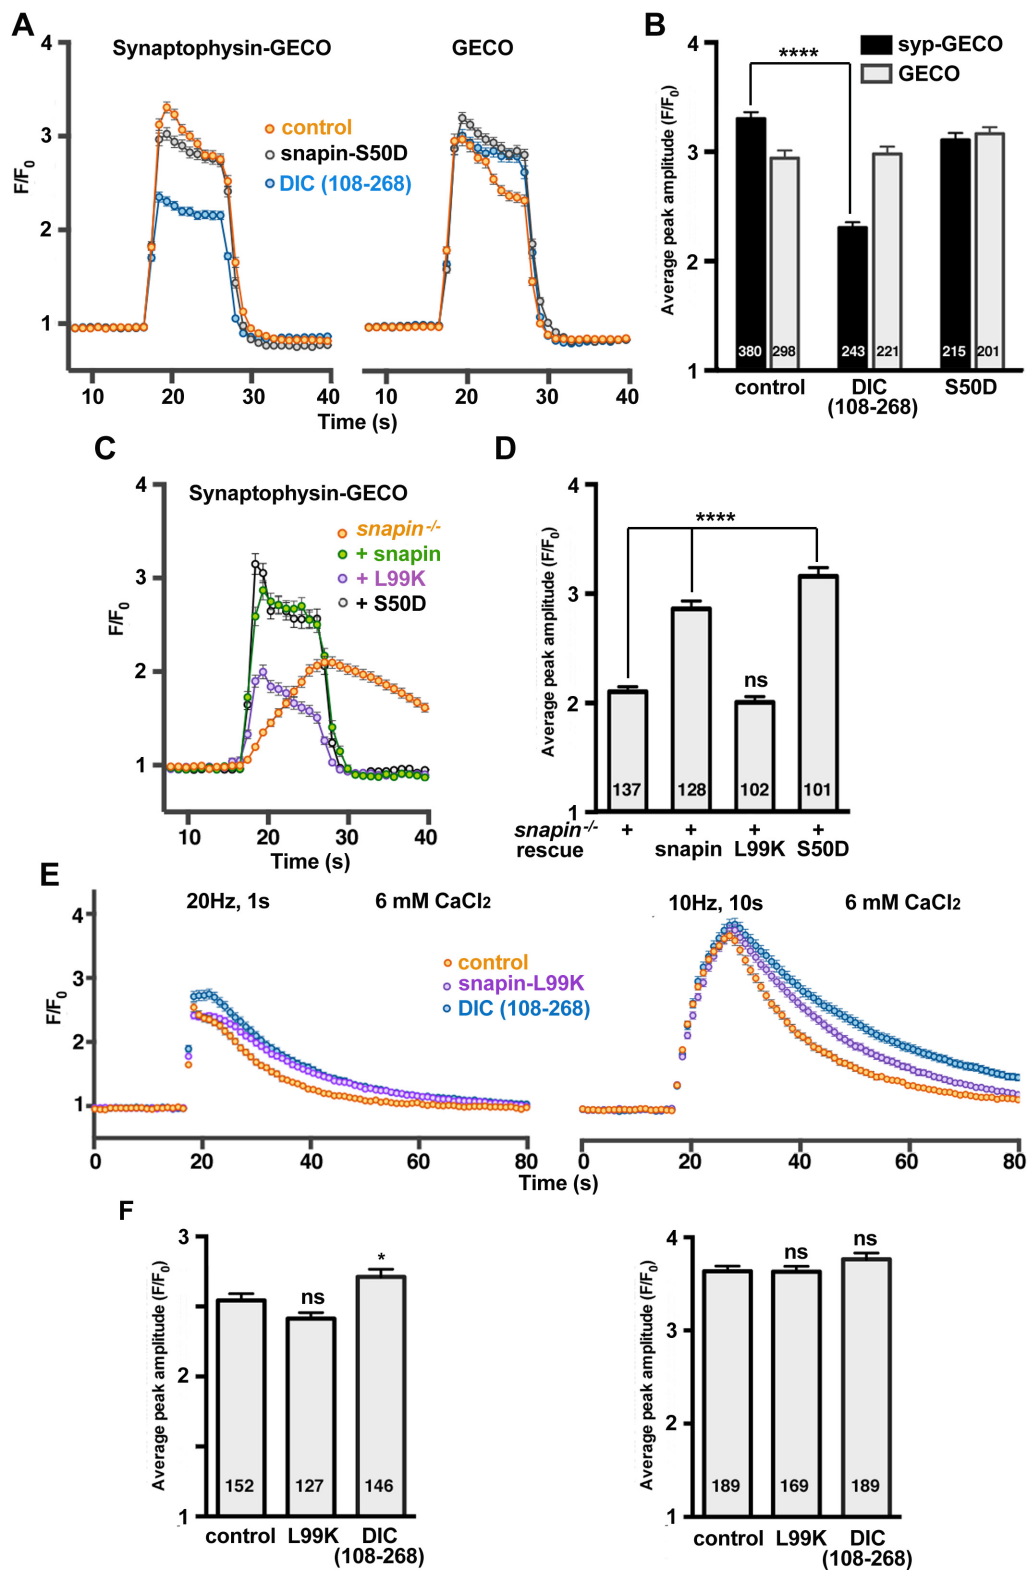 A
Synaptophysin-GECO
GECO
control
snapin-S50D
DIC (108-268)
F/F0
4
3
2
1
10 20 30 40
10 20 30 40
Time (s)
B
syp-GECO
GECO
****
Average peak amplitude (F/F0)
4
3
2
1
380 298 243 221 215 201
control DIC S50D
(108-268)
C
Synaptophysin-GECO
snapin-/-
+ snapin
+ L99K
+ S50D
F/F0
4
3
2
1
10 20 30 40
Time (s)
D
****
ns
Average peak amplitude (F/F0)
4
3
2
1
137 128 102 101
snapin-/- + + + +
rescue snapin L99K S50D
E
20Hz, 1s 6 mM CaCl2
10Hz, 10s 6 mM CaCl2
control
snapin-L99K
DIC (108-268)
F/F0
4
3
2
1
0 20 40 60 80
0 20 40 60 80
Time (s)
F
Average peak amplitude (F/F0)
3
2
1
ns
*
152 127 146
control L99K DIC
(108-268)
Average peak amplitude (F/F0)
4
3
2
1
ns
ns
189 169 189
control L99K DIC
(108-268)